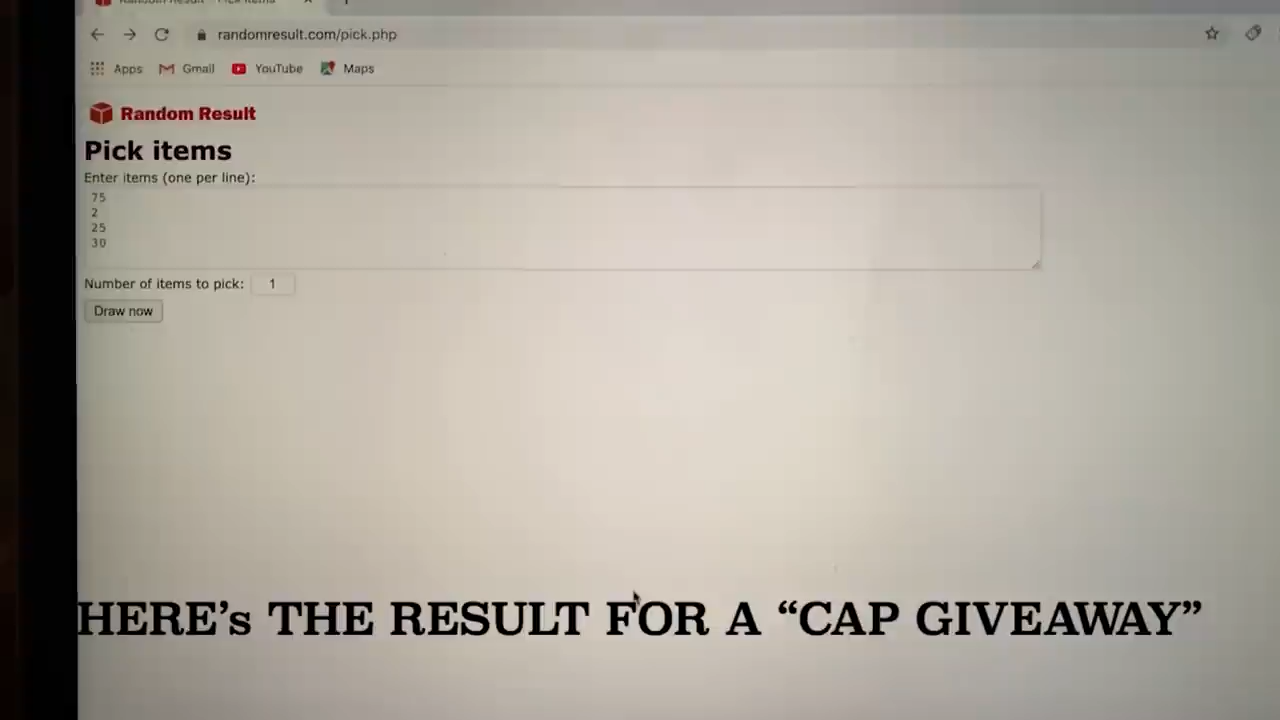 randomresult.com/pick.php
Apps Gmail YouTube Maps
Random Result
Pick items
Enter items (one per line):
75
2
25
30
Number of items to pick: 1
Draw now
HERE's THE RESULT FOR A “CAP GIVEAWAY”